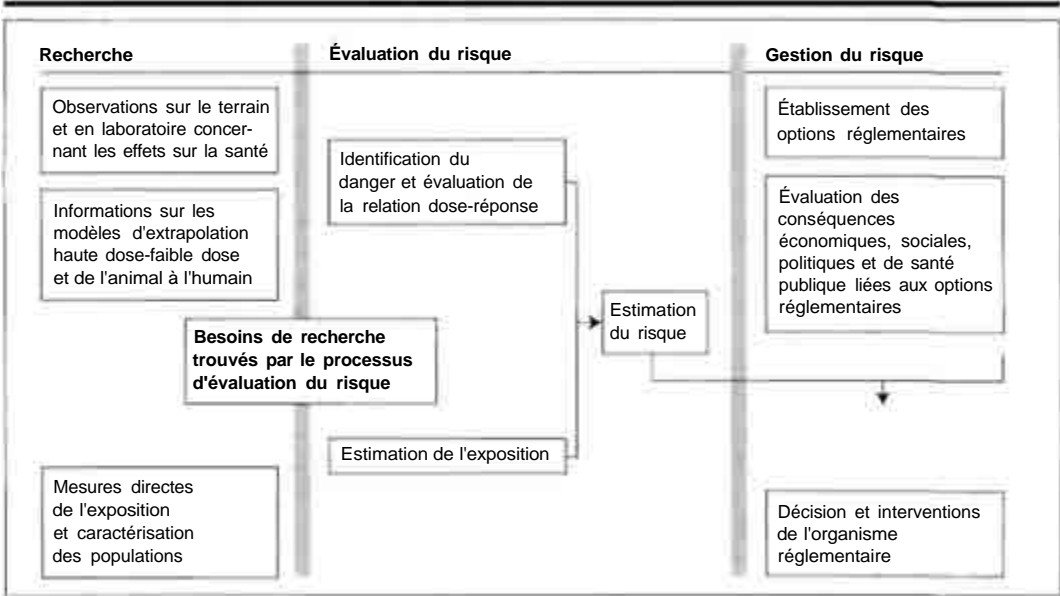 Recherche
Observations sur le terrain
et en laboratoire concer-
nant les effets sur la santé
Informations sur les
modèles d'extrapolation
haute dose-faible dose
et de l'animal à l'humain
Besoins de recherche
trouvés par le processus
d'évaluation du risque
Mesures directes
de l'exposition
et caractérisation
des populations
Évaluation du risque
Identification du
danger et évaluation de
la relation dose-réponse
Estimation de l'exposition
Estimation
du risque
Gestion du risque
Établissement des
options réglementaires
Évaluation des
conséquences
économiques, sociales,
politiques et de santé
publique liées aux options
réglementaires
Décision et interventions
de l'organisme
réglementaire